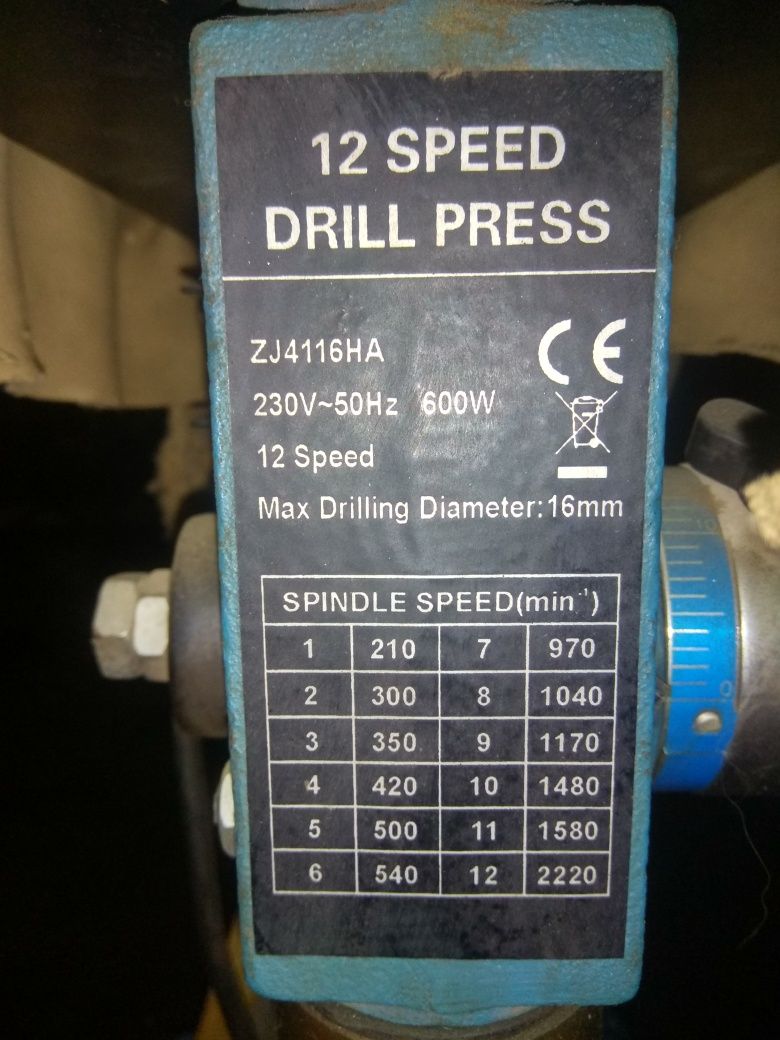 12 SPEED
DRILL PRESS
ZJ4116HA
CE
230V~50Hz 600W
12 Speed
Max Drilling Diameter:16mm
SPINDLE SPEED(min⁻¹)
1 210 7 970
2 300 8 1040
3 350 9 1170
4 420 10 1480
5 500 11 1580
6 540 12 2220
0